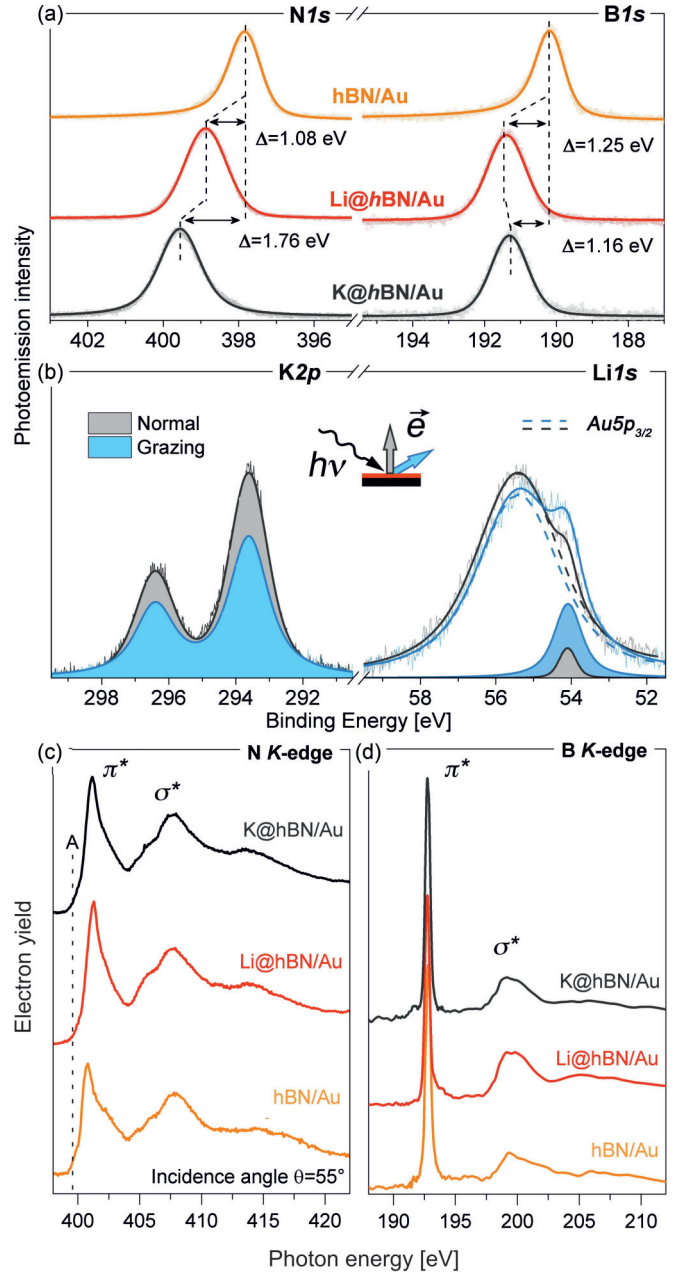 (a) N1s B1s
hBN/Au
Δ=1.08 eV Δ=1.25 eV
Li@hBN/Au
Δ=1.76 eV Δ=1.16 eV
K@hBN/Au
402 400 398 396 194 192 190 188
Photoemission intensity
(b) K2p Li1s
Normal
Grazing
hν
e
Au5p3/2
298 296 294 292 58 56 54 52
Binding Energy [eV]
(c) N K-edge
π*
σ*
A
K@hBN/Au
Li@hBN/Au
hBN/Au
Incidence angle θ=55°
400 405 410 415 420
Electron yield
(d) B K-edge
π*
σ*
K@hBN/Au
Li@hBN/Au
hBN/Au
190 195 200 205 210
Photon energy [eV]